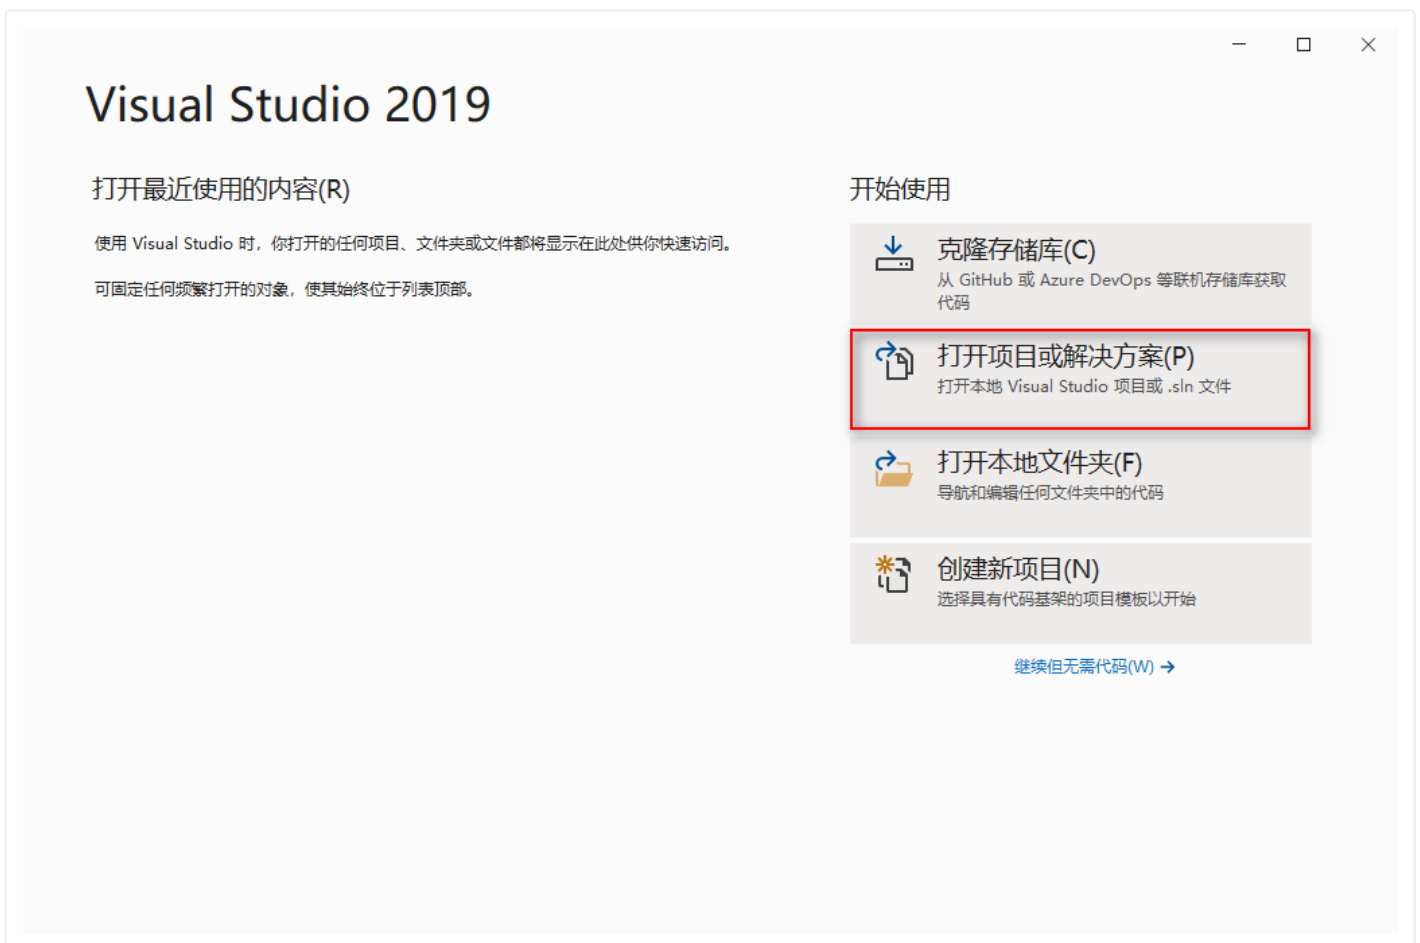 Visual Studio 2019
打开最近使用的内容(R)
使用 Visual Studio 时，你打开的任何项目、文件夹或文件都将显示在此处供你快速访问。
可固定任何频繁打开的对象，使其始终位于列表顶部。
开始使用
克隆存储库(C)
从 GitHub 或 Azure DevOps 等联机存储库获取
代码
打开项目或解决方案(P)
打开本地 Visual Studio 项目或 .sln 文件
打开本地文件夹(F)
导航和编辑任何文件夹中的代码
创建新项目(N)
选择具有代码基架的项目模板以开始
继续但无需代码(W) →